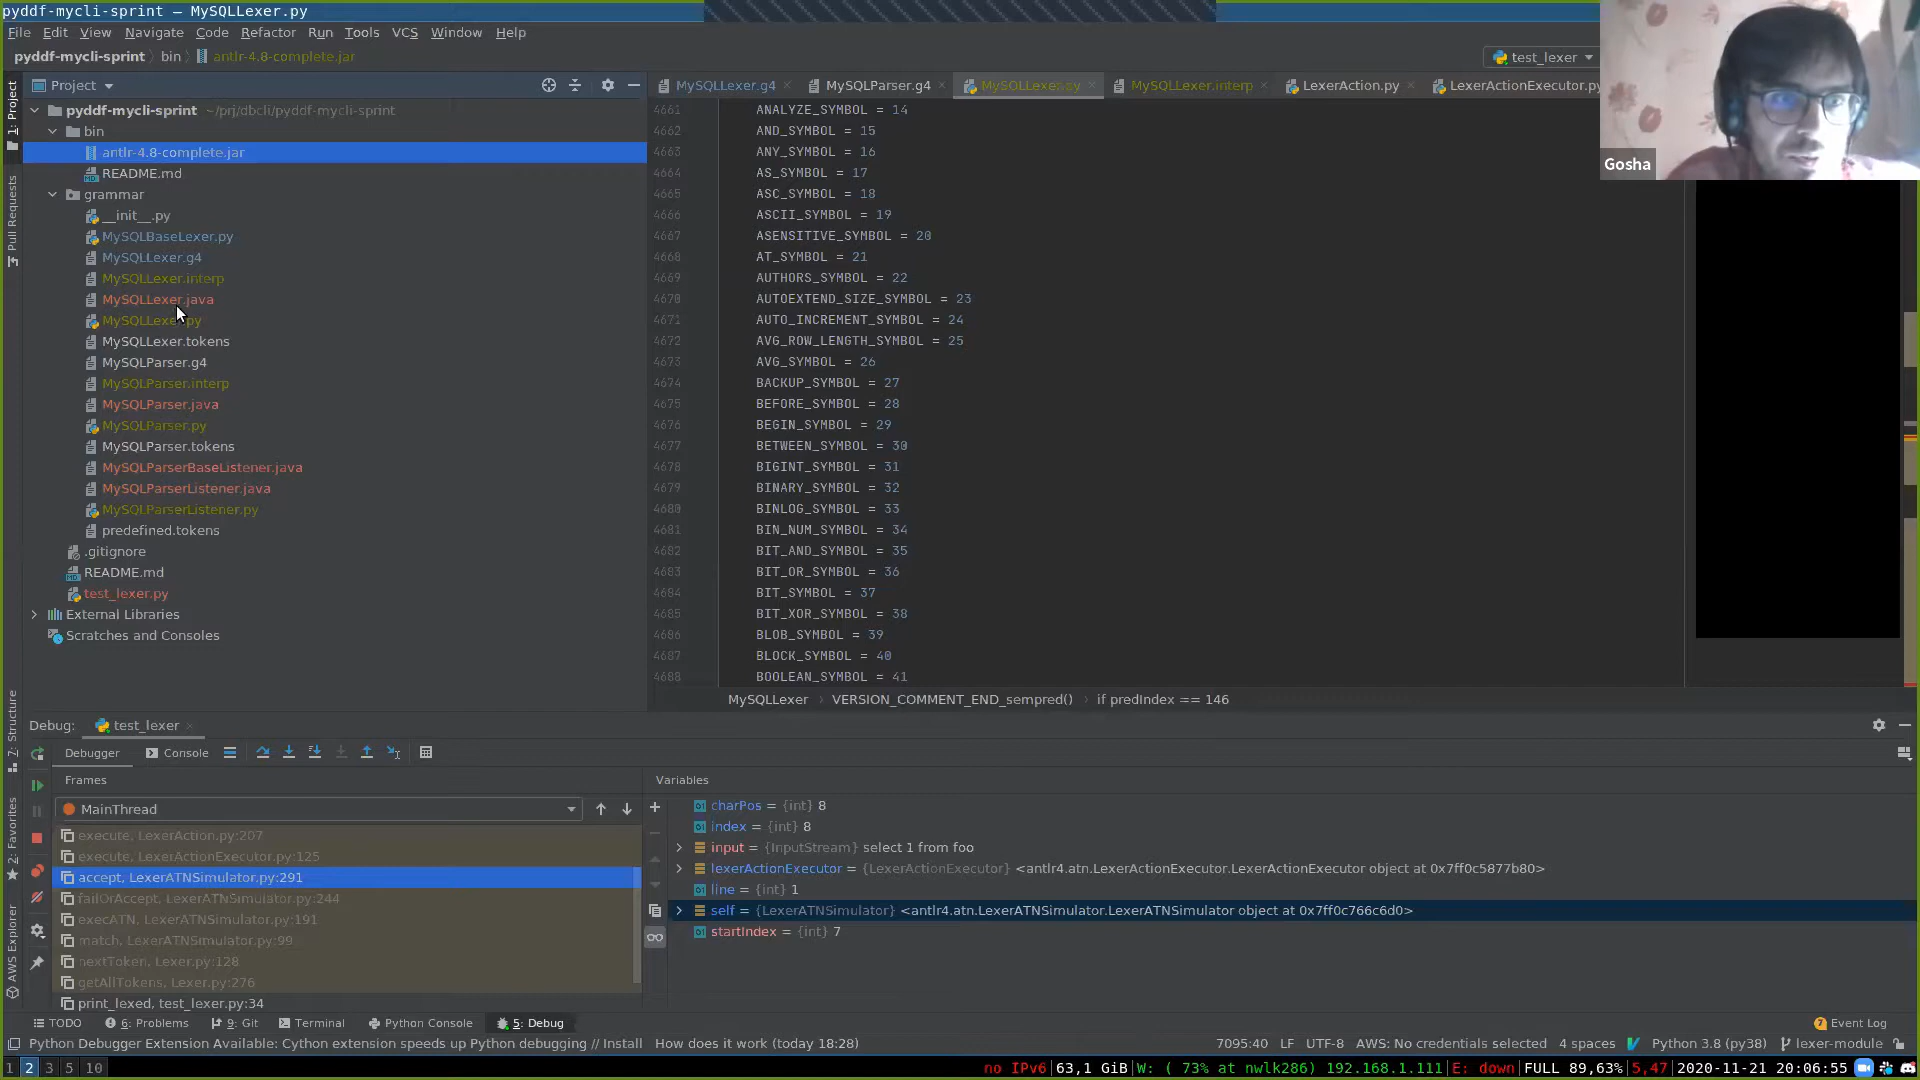 pyddf-mycli-sprint – MySQLLexer.py
File Edit View Navigate Code Refactor Run Tools VCS Window Help
pyddf-mycli-sprint bin antlr-4.8-complete.jar test_lexer
Project MySQLLexer.g4 MySQLParser.g4 MySQLLexer.py MySQLLexer.interp LexerAction.py LexerActionExecutor.py
Gosha
1: Project
Pull Requests
7: Structure
2: Favorites
AWS Explorer
pyddf-mycli-sprint ~/prj/dbcli/pyddf-mycli-sprint
bin
antlr-4.8-complete.jar
README.md
grammar
__init__.py
MySQLBaseLexer.py
MySQLLexer.g4
MySQLLexer.interp
MySQLLexer.java
MySQLLexer.py
MySQLLexer.tokens
MySQLParser.g4
MySQLParser.interp
MySQLParser.java
MySQLParser.py
MySQLParser.tokens
MySQLParserBaseListener.java
MySQLParserListener.java
MySQLParserListener.py
predefined.tokens
.gitignore
README.md
test_lexer.py
External Libraries
Scratches and Consoles
4661 ANALYZE_SYMBOL = 14
4662 AND_SYMBOL = 15
4663 ANY_SYMBOL = 16
4664 AS_SYMBOL = 17
4665 ASC_SYMBOL = 18
4666 ASCII_SYMBOL = 19
4667 ASENSITIVE_SYMBOL = 20
4668 AT_SYMBOL = 21
4669 AUTHORS_SYMBOL = 22
4670 AUTOEXTEND_SIZE_SYMBOL = 23
4671 AUTO_INCREMENT_SYMBOL = 24
4672 AVG_ROW_LENGTH_SYMBOL = 25
4673 AVG_SYMBOL = 26
4674 BACKUP_SYMBOL = 27
4675 BEFORE_SYMBOL = 28
4676 BEGIN_SYMBOL = 29
4677 BETWEEN_SYMBOL = 30
4678 BIGINT_SYMBOL = 31
4679 BINARY_SYMBOL = 32
4680 BINLOG_SYMBOL = 33
4681 BIN_NUM_SYMBOL = 34
4682 BIT_AND_SYMBOL = 35
4683 BIT_OR_SYMBOL = 36
4684 BIT_SYMBOL = 37
4685 BIT_XOR_SYMBOL = 38
4686 BLOB_SYMBOL = 39
4687 BLOCK_SYMBOL = 40
4688 BOOLEAN_SYMBOL = 41
MySQLLexer › VERSION_COMMENT_END_sempred() › if predIndex == 146
Debug: test_lexer
Debugger Console
Frames
MainThread
execute, LexerAction.py:207
execute, LexerActionExecutor.py:125
accept, LexerATNSimulator.py:291
failOrAccept, LexerATNSimulator.py:244
execATN, LexerATNSimulator.py:191
match, LexerATNSimulator.py:99
nextToken, Lexer.py:128
getAllTokens, Lexer.py:276
print_lexed, test_lexer.py:34
Variables
charPos = {int} 8
index = {int} 8
input = {InputStream} select 1 from foo
lexerActionExecutor = {LexerActionExecutor} <antlr4.atn.LexerActionExecutor.LexerActionExecutor object at 0x7ff0c5877b80>
line = {int} 1
self = {LexerATNSimulator} <antlr4.atn.LexerATNSimulator.LexerATNSimulator object at 0x7ff0c766c6d0>
startIndex = {int} 7
TODO 6: Problems 9: Git Terminal Python Console 5: Debug 7 Event Log
Python Debugger Extension Available: Cython extension speeds up Python debugging // Install How does it work (today 18:28) 7095:40 LF UTF-8 AWS: No credentials selected 4 spaces Python 3.8 (py38) lexer-module
1 2 3 5 10 no IPv6 63,1 GiB W: ( 73% at nwlk286) 192.168.1.111 E: down FULL 89,63% 5,47 2020-11-21 20:06:55